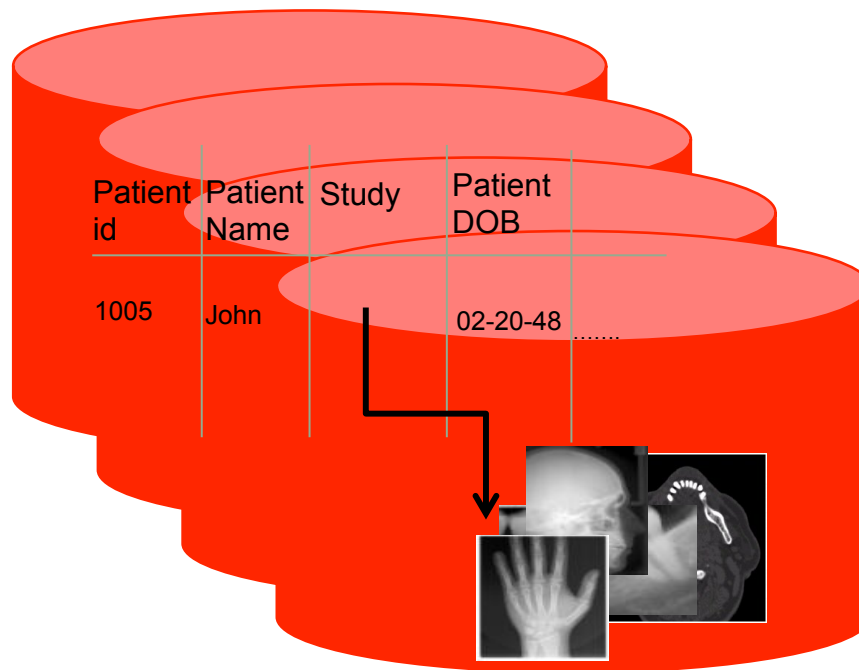 Patient id
Patient Name
Study
Patient DOB
1005
John
02-20-48
.......